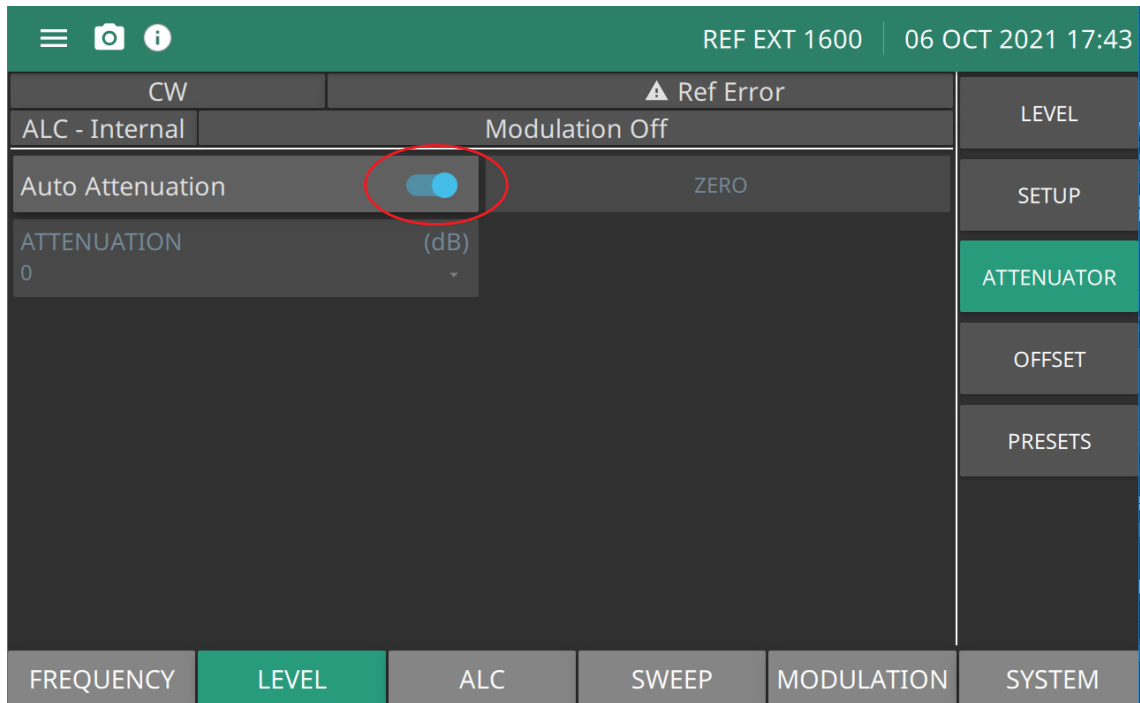 REF EXT 1600 06 OCT 2021 17:43
CW
Ref Error
ALC - Internal
Modulation Off
Auto Attenuation
ZERO
ATTENUATION (dB)
0
LEVEL
SETUP
ATTENUATOR
OFFSET
PRESETS
FREQUENCY
LEVEL
ALC
SWEEP
MODULATION
SYSTEM